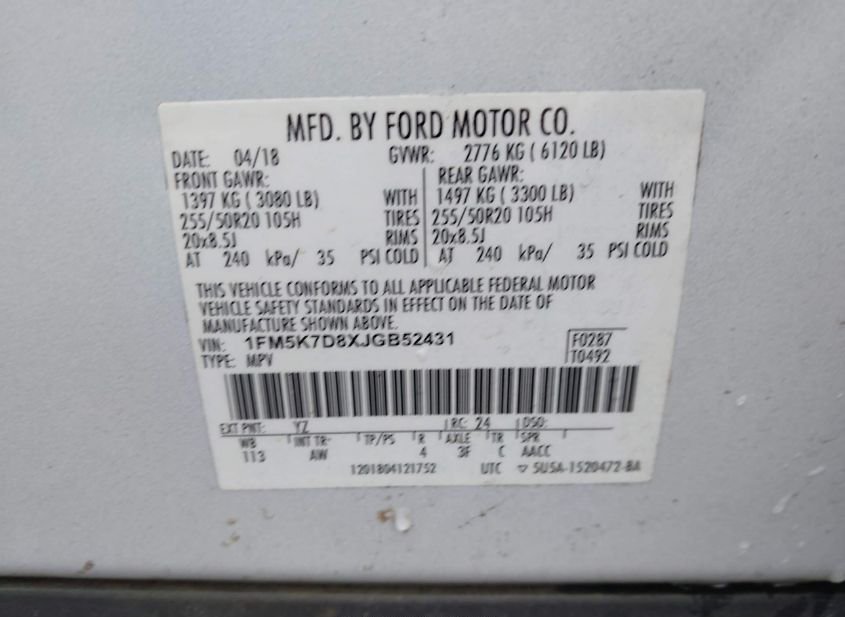 MFD. BY FORD MOTOR CO.
DATE: 04/18 GVWR: 2776 KG ( 6120 LB)
FRONT GAWR: REAR GAWR:
1397 KG ( 3080 LB) WITH 1497 KG ( 3300 LB) WITH
255/50R20 105H TIRES 255/50R20 105H TIRES
20x8.5J RIMS 20x8.5J RIMS
AT 240 kPa/ 35 PSI COLD AT 240 kPa/ 35 PSI COLD
THIS VEHICLE CONFORMS TO ALL APPLICABLE FEDERAL MOTOR
VEHICLE SAFETY STANDARDS IN EFFECT ON THE DATE OF
MANUFACTURE SHOWN ABOVE.
VIN: 1FM5K7D8XJGB52431 F0287
TYPE: MPV T0492
EXT PNT: YZ RC: 24 DSO:
WB INT TR TP/PS R AXLE TR SPR
113 AW 4 3F C AACC
1201804121752 UTC 5U5A-1520472-BA